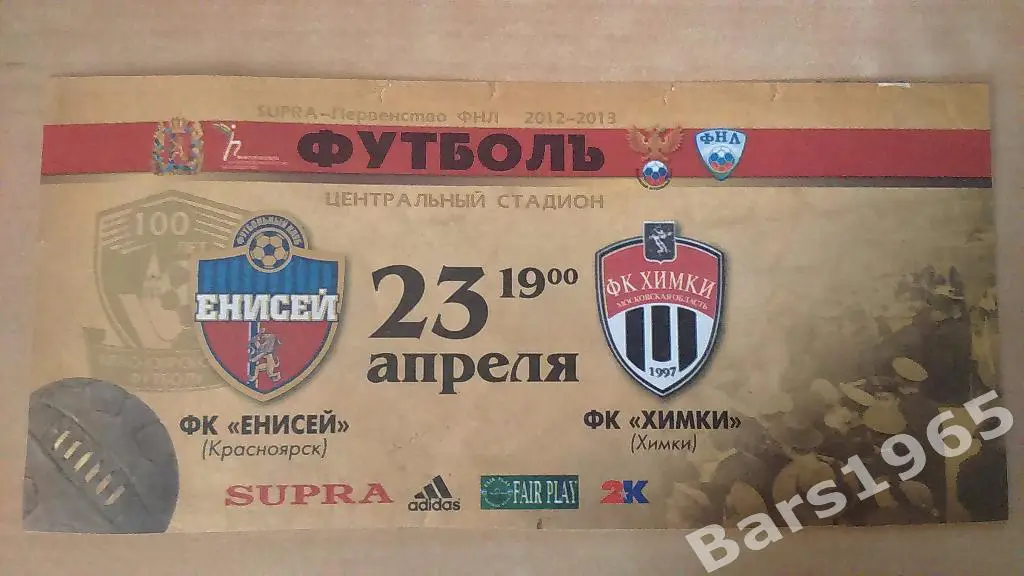 SUPRA-Первенство ФНЛ 2012-2013
ФУТБОЛЪ
ФНЛ
ЦЕНТРАЛЬНЫЙ СТАДИОН
100 ЛЕТ
ФУТБОЛЬНЫЙ КЛУБ
ЕНИСЕЙ
23 19 00
апреля
ФК ХИМКИ
МОСКОВСКАЯ ОБЛАСТЬ
1997
ФК «ЕНИСЕЙ»
(Красноярск)
ФК «ХИМКИ»
(Химки)
SUPRA
adidas
FAIR PLAY
2K
Bars1965